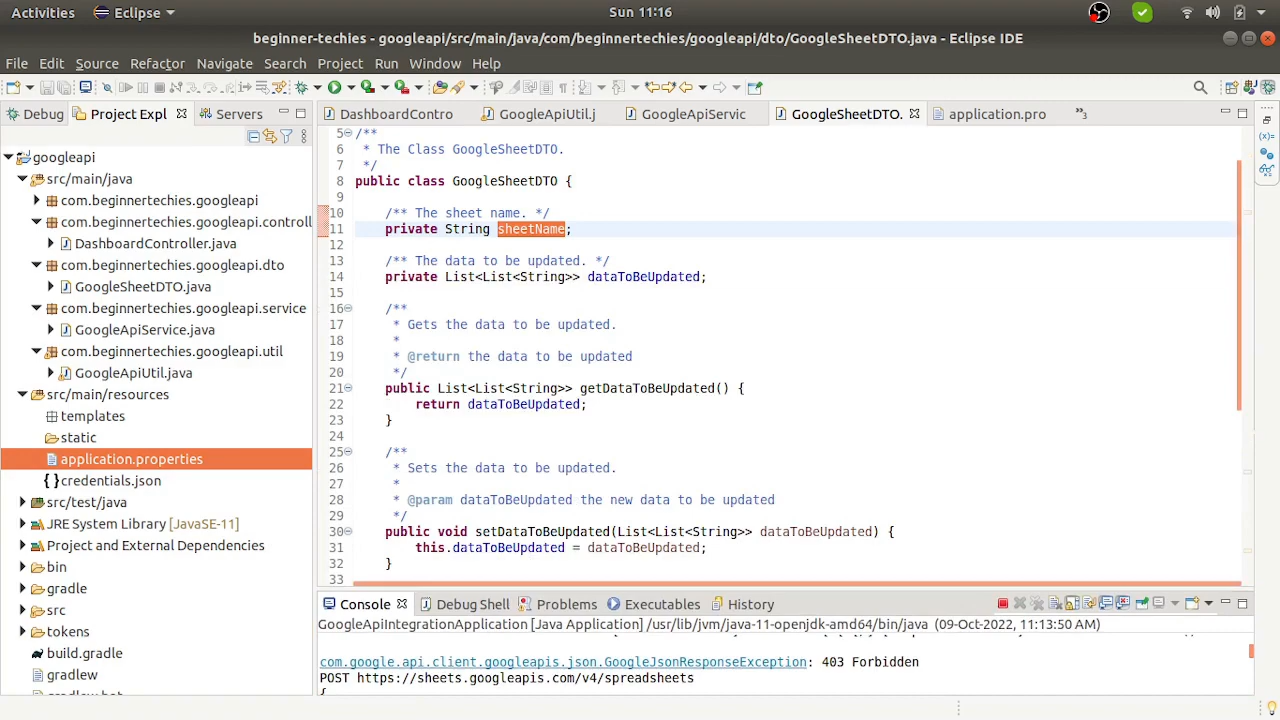 Activities Eclipse Sun 11:16
beginner-techies - googleapi/src/main/java/com/beginnertechies/googleapi/dto/GoogleSheetDTO.java - Eclipse IDE
File Edit Source Refactor Navigate Search Project Run Window Help
Debug Project Expl Servers
DashboardContro GoogleApiUtil.j GoogleApiServic GoogleSheetDTO. application.pro 3
googleapi
src/main/java
com.beginnertechies.googleapi
com.beginnertechies.googleapi.controll
DashboardController.java
com.beginnertechies.googleapi.dto
GoogleSheetDTO.java
com.beginnertechies.googleapi.service
GoogleApiService.java
com.beginnertechies.googleapi.util
GoogleApiUtil.java
src/main/resources
templates
static
application.properties
{}credentials.json
src/test/java
JRE System Library [JavaSE-11]
Project and External Dependencies
bin
gradle
src
tokens
build.gradle
gradlew
5 /**
6 * The Class GoogleSheetDTO.
7 */
8 public class GoogleSheetDTO {
9
10 /** The sheet name. */
11 private String sheetName;
12
13 /** The data to be updated. */
14 private List<List<String>> dataToBeUpdated;
15
16 /**
17 * Gets the data to be updated.
18 *
19 * @return the data to be updated
20 */
21 public List<List<String>> getDataToBeUpdated() {
22 return dataToBeUpdated;
23 }
24
25 /**
26 * Sets the data to be updated.
27 *
28 * @param dataToBeUpdated the new data to be updated
29 */
30 public void setDataToBeUpdated(List<List<String>> dataToBeUpdated) {
31 this.dataToBeUpdated = dataToBeUpdated;
32 }
33
Console Debug Shell Problems Executables History
GoogleApiIntegrationApplication [Java Application] /usr/lib/jvm/java-11-openjdk-amd64/bin/java (09-Oct-2022, 11:13:50 AM)
com.google.api.client.googleapis.json.GoogleJsonResponseException: 403 Forbidden
POST https://sheets.googleapis.com/v4/spreadsheets
{